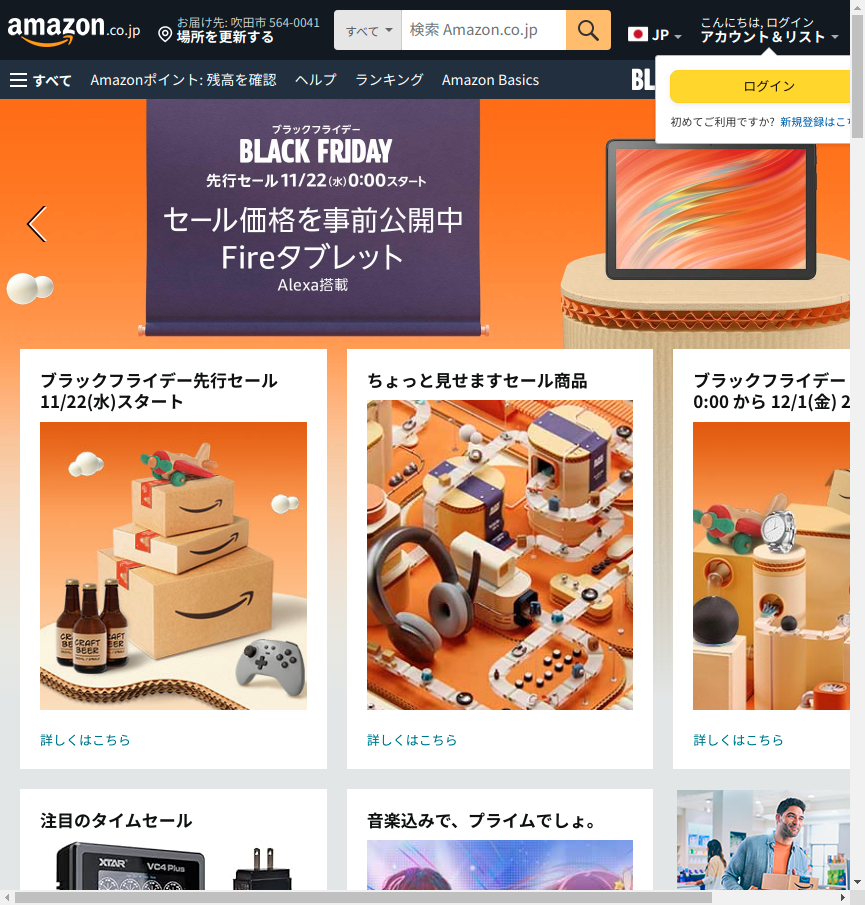 amazon.co.jp
お届け先: 吹田市 564-0041
場所を更新する
すべて
検索 Amazon.co.jp
JP
こんにちは, ログイン
アカウント＆リスト
すべて
Amazonポイント: 残高を確認
ヘルプ
ランキング
Amazon Basics
BL
ログイン
初めてご利用ですか? 新規登録はこち
ブラックフライデー
BLACK FRIDAY
先行セール 11/22(水)0:00スタート
セール価格を事前公開中
Fireタブレット
Alexa搭載
ブラックフライデー先行セール
11/22(水)スタート
CRAFT
BEER
詳しくはこちら
ちょっと見せますセール商品
詳しくはこちら
ブラックフライデー
0:00 から 12/1(金) 2
詳しくはこちら
注目のタイムセール
XTAR
VC4 Plus
音楽込みで、プライムでしょ。